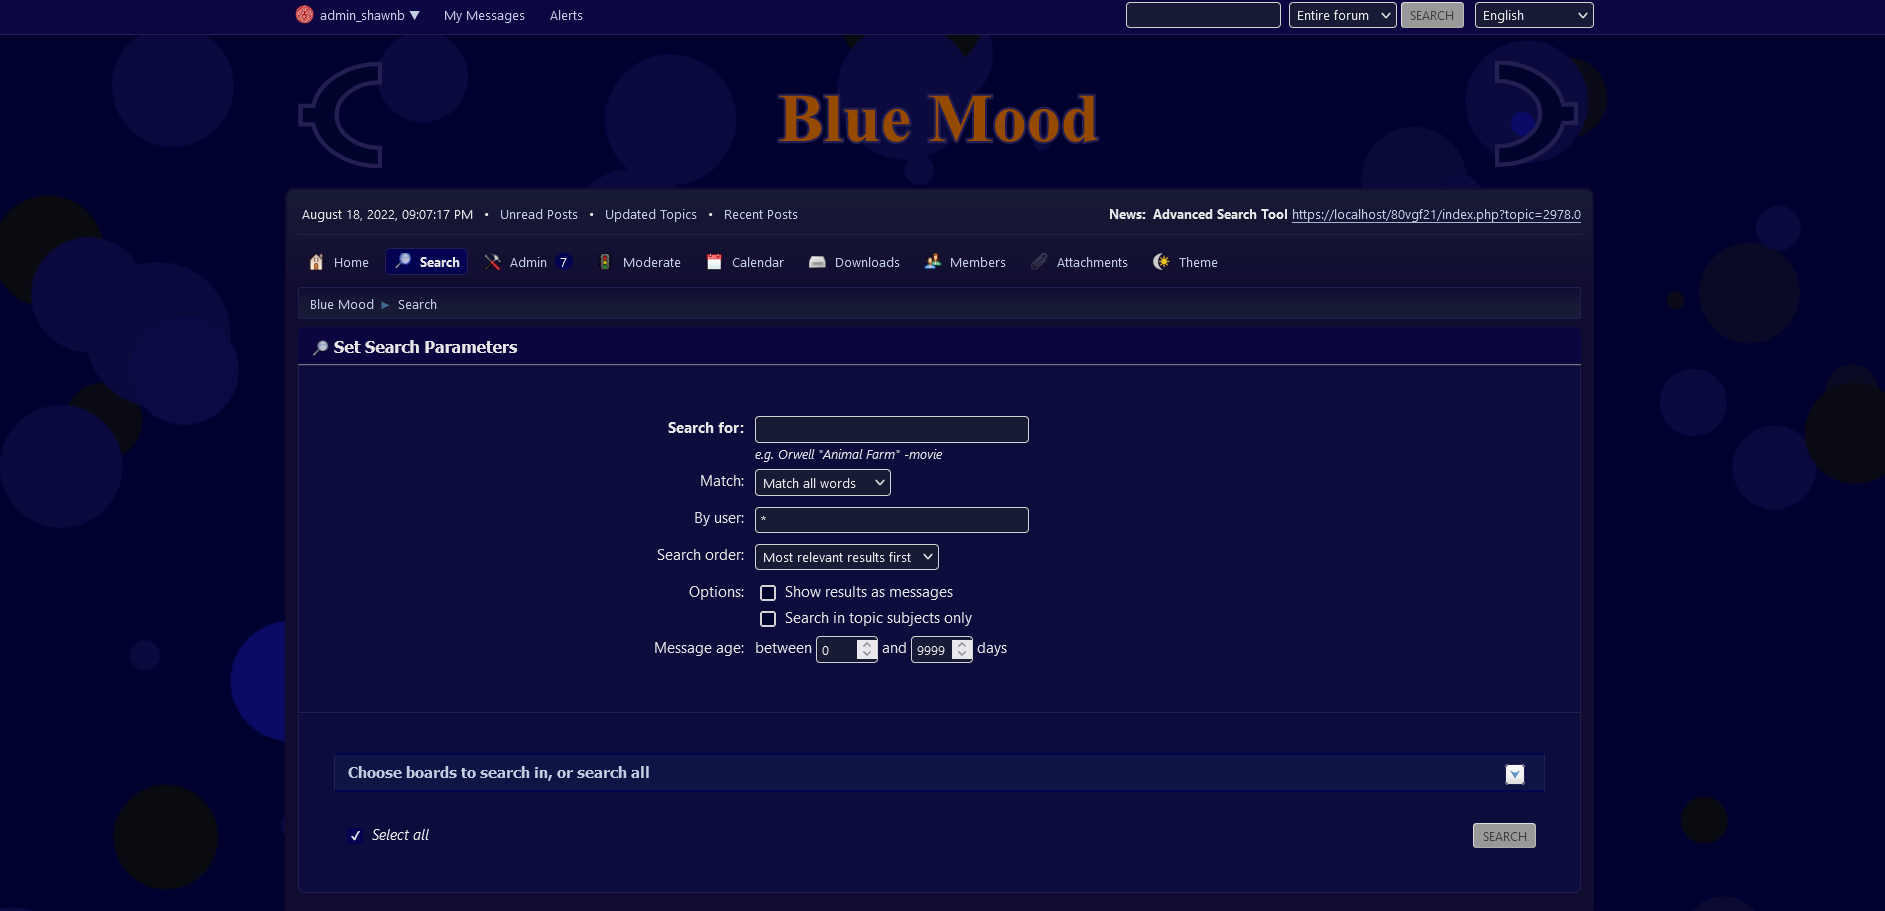 admin_shawnb ▼ My Messages Alerts Entire forum SEARCH English
Blue Mood
August 18, 2022, 09:07:17 PM • Unread Posts • Updated Topics • Recent Posts News: Advanced Search Tool https://localhost/80vgf21/index.php?topic=2978.0
Home Search Admin 7 Moderate Calendar Downloads Members Attachments Theme
Blue Mood ► Search
Set Search Parameters
Search for:
e.g. Orwell "Animal Farm" -movie
Match: Match all words
By user: *
Search order: Most relevant results first
Options: Show results as messages
Search in topic subjects only
Message age: between 0 and 9999 days
Choose boards to search in, or search all
Select all SEARCH